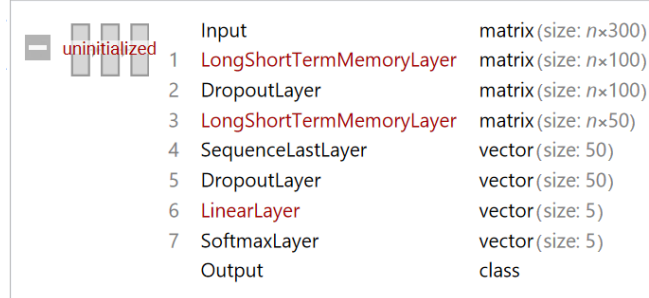 Input matrix (size: n×300)
uninitialized
1 LongShortTermMemoryLayer matrix (size: n×100)
2 DropoutLayer matrix (size: n×100)
3 LongShortTermMemoryLayer matrix (size: n×50)
4 SequenceLastLayer vector (size: 50)
5 DropoutLayer vector (size: 50)
6 LinearLayer vector (size: 5)
7 SoftmaxLayer vector (size: 5)
Output class